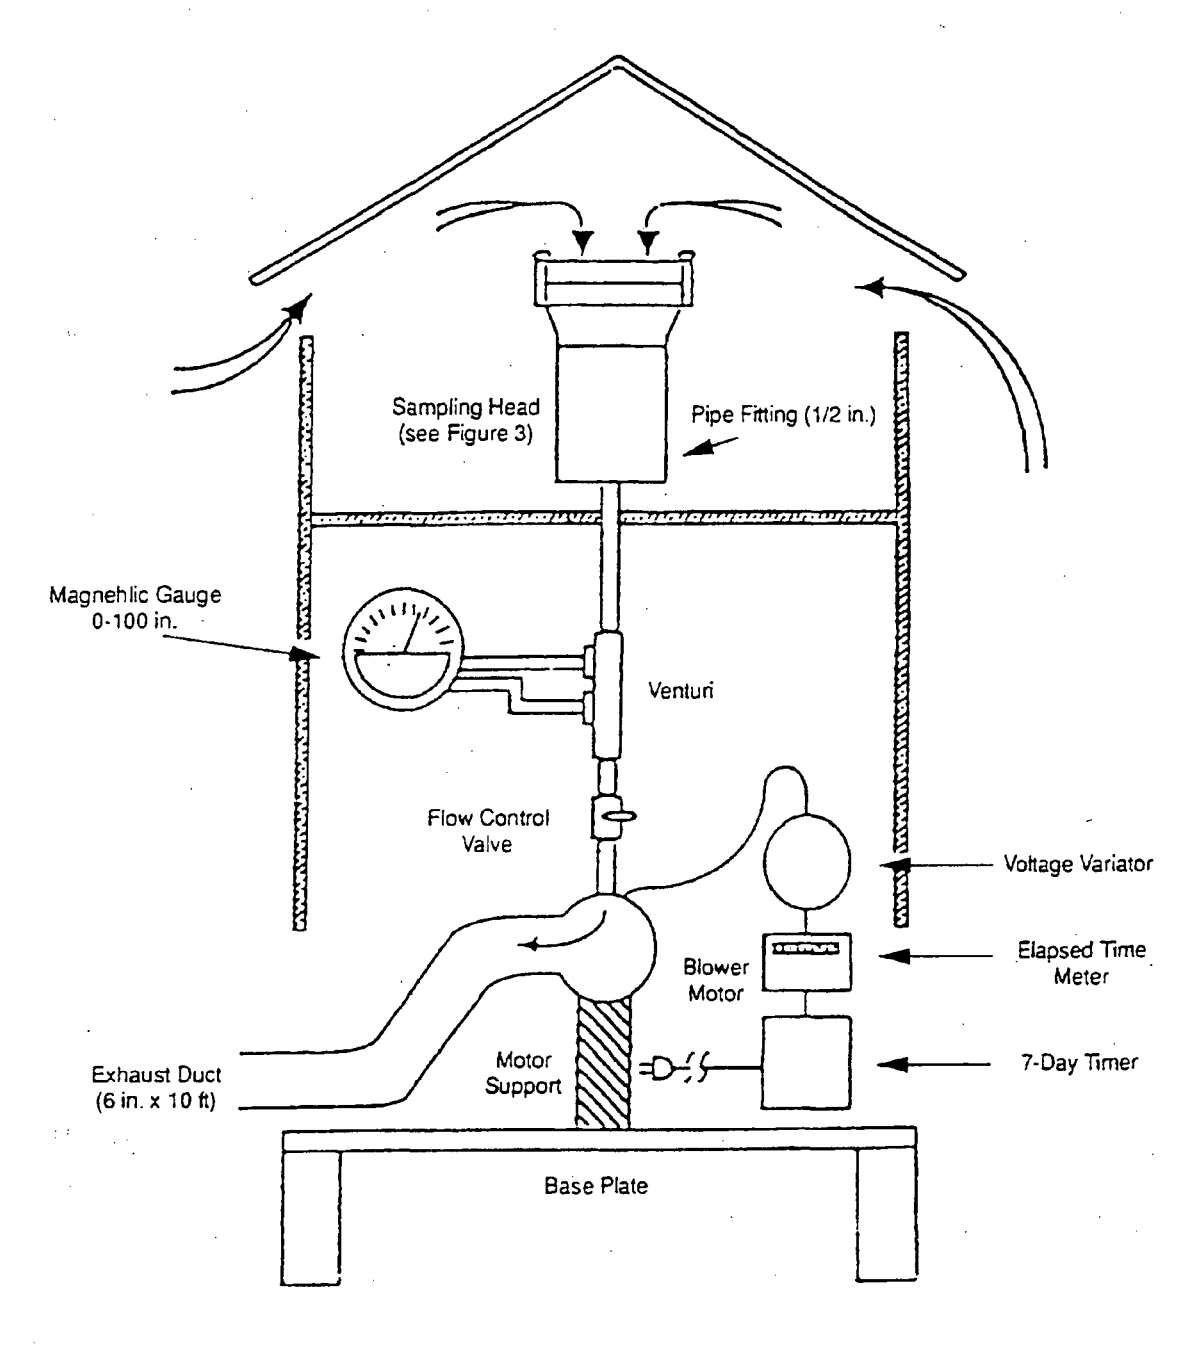 Sampling Head
(see Figure 3)
Pipe Fitting (1/2 in.)
Magnehlic Gauge
0-100 in.
Venturi
Flow Control
Valve
Voltage Variator
Blower
Motor
Elapsed Time
Meter
Motor
Support
7-Day Timer
Exhaust Duct
(6 in. x 10 ft)
Base Plate